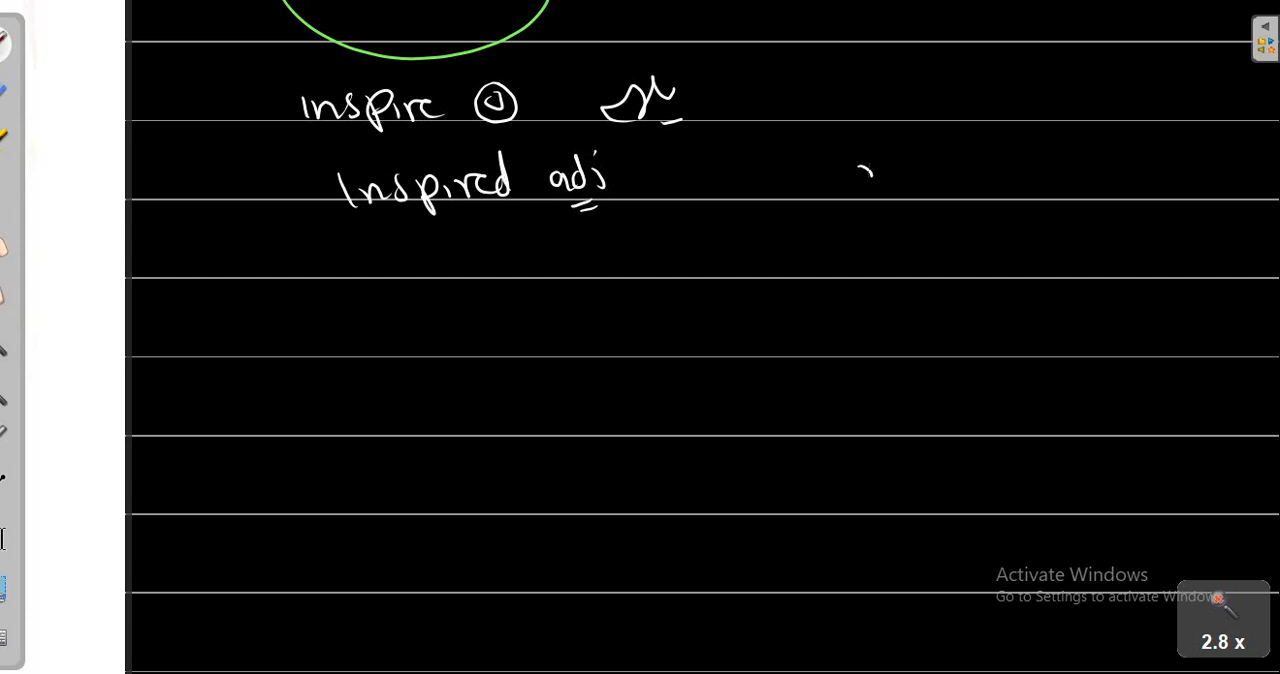 inspire ⓥ
Inspired adj
Activate Windows
Go to Settings to activate Windows.
2.8 x